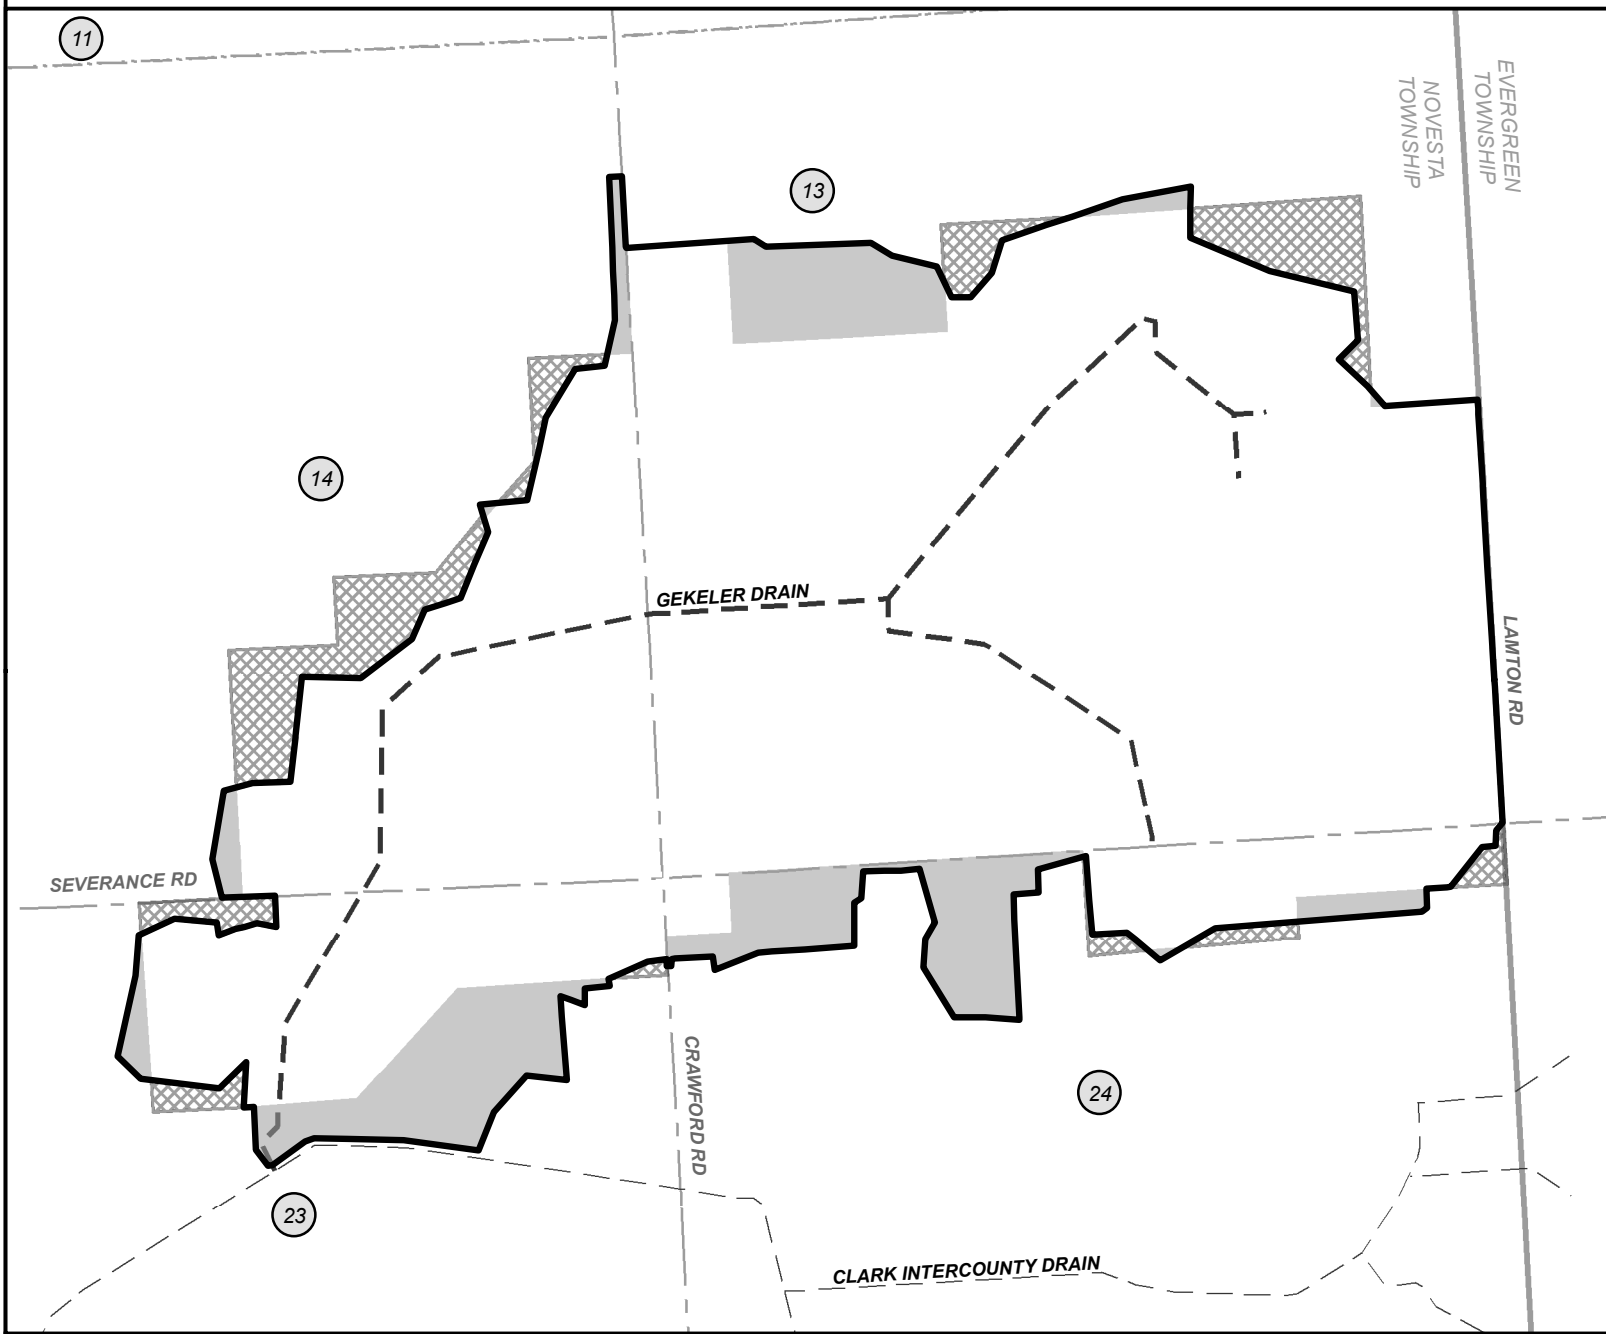 11
EVERGREEN
TOWNSHIP
NOVESTA
TOWNSHIP
13
14
GEKELER DRAIN
LAMTON RD
SEVERANCE RD
CRAWFORD RD
24
23
CLARK INTERCOUNTY DRAIN